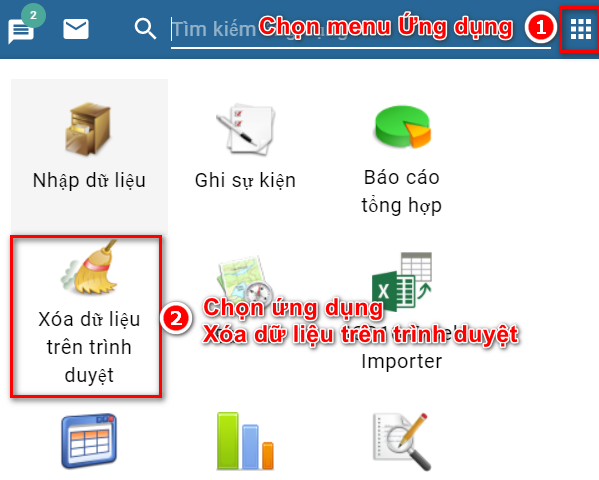 2
Tìm kiếm
Chọn menu Ứng dụng
1
Nhập dữ liệu
Ghi sự kiện
Báo cáo
tổng hợp
Xóa dữ liệu
trên trình
duyệt
2
Chọn ứng dụng
Xóa dữ liệu trên trình duyệt
Importer